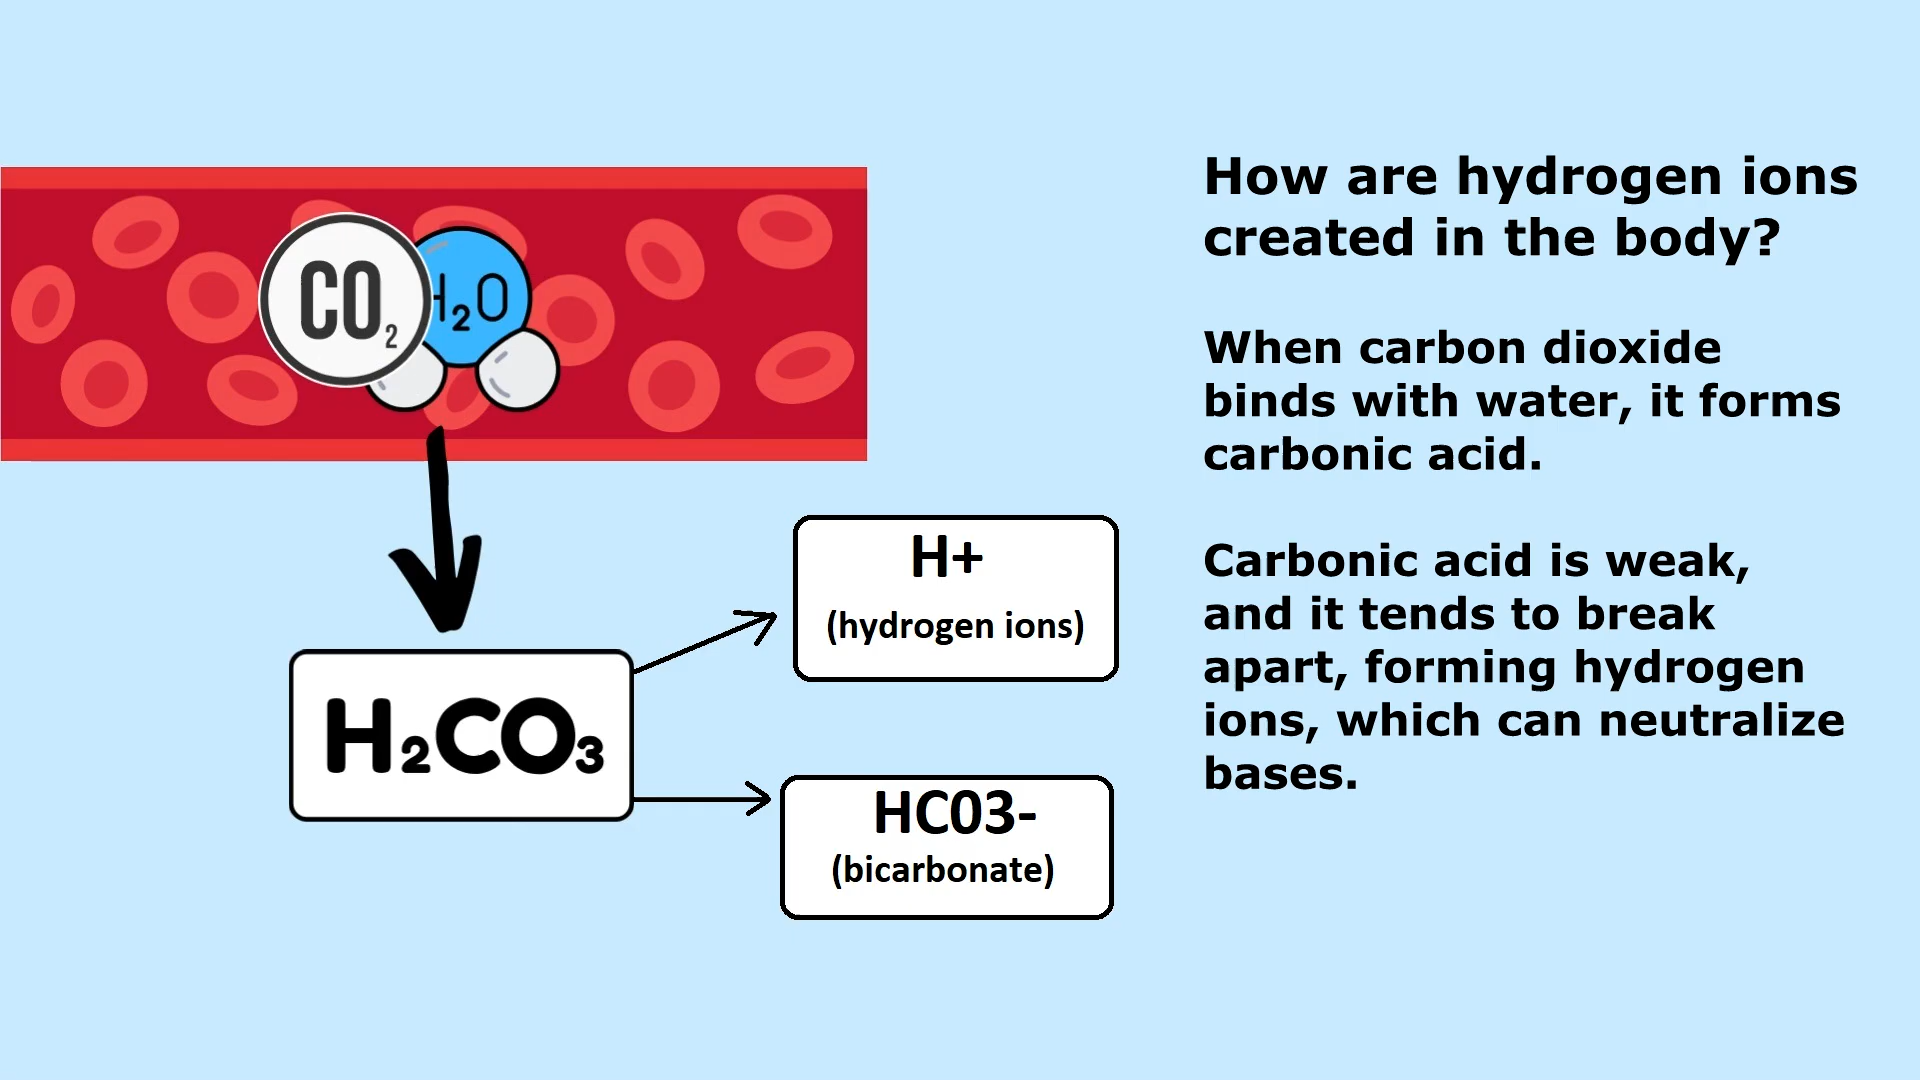 How are hydrogen ions
created in the body?
When carbon dioxide
binds with water, it forms
carbonic acid.
Carbonic acid is weak,
and it tends to break
apart, forming hydrogen
ions, which can neutralize
bases.
CO₂
H₂O
H₂CO₃
H+
(hydrogen ions)
HC03-
(bicarbonate)